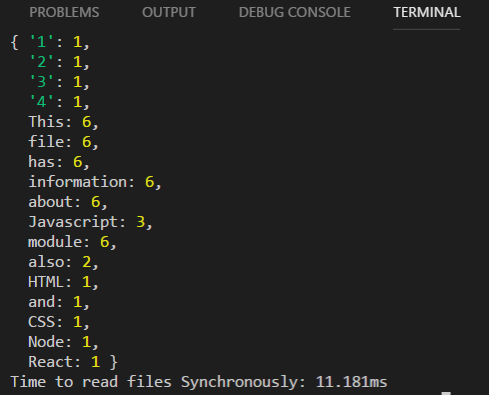 PROBLEMS OUTPUT DEBUG CONSOLE TERMINAL
{ '1': 1,
'2': 1,
'3': 1,
'4': 1,
This: 6,
file: 6,
has: 6,
information: 6,
about: 6,
Javascript: 3,
module: 6,
also: 2,
HTML: 1,
and: 1,
CSS: 1,
Node: 1,
React: 1 }
Time to read files Synchronously: 11.181ms